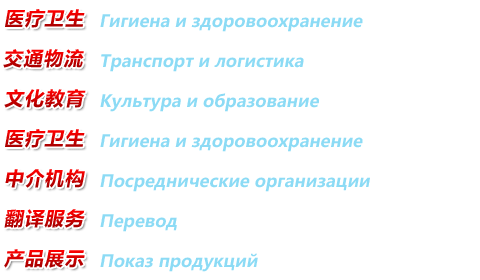 医疗卫生 Гигиена и здоровоохранение
交通物流 Транспорт и логистика
文化教育 Культура и образование
医疗卫生 Гигиена и здоровоохранение
中介机构 Посреднические организации
翻译服务 Перевод
产品展示 Показ продукций